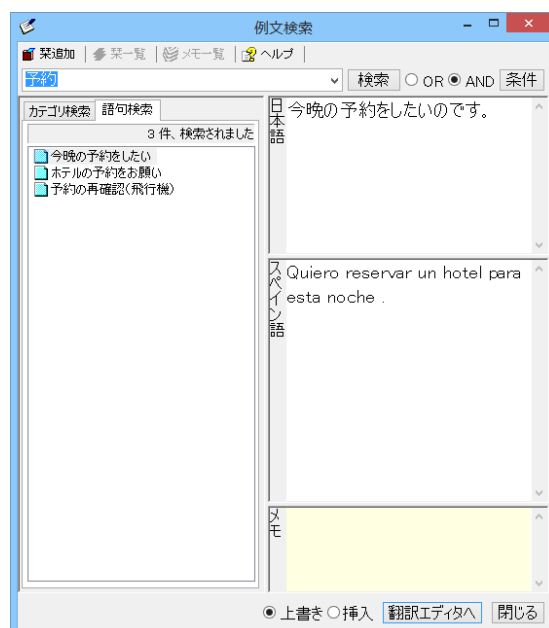 例文検索
栞追加 栞一覧 メモ一覧 ヘルプ
予約 検索 OR AND 条件
カテゴリ検索 語句検索
3 件、検索されました
今晩の予約をしたい
ホテルの予約をお願い
予約の再確認(飛行機)
日本語
今晩の予約をしたいのです。
スペイン語
Quiero reservar un hotel para
esta noche .
メモ
上書き 挿入 翻訳エディタへ 閉じる